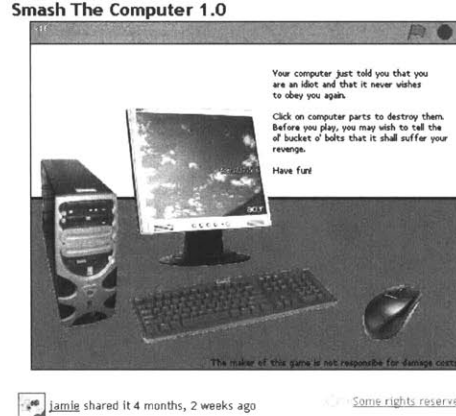 Smash The Computer 1.0
Your computer just told you that you
are an idiot and that it never wishes
to obey you again.
Click on computer parts to destroy them.
Before you play, you may wish to tell the
ol' bucket o' bolts that it shall suffer your
revenge.
Have fun!
acer
The maker of this game is not responsible for damage costs
jamie shared it 4 months, 2 weeks ago
Some rights reserve